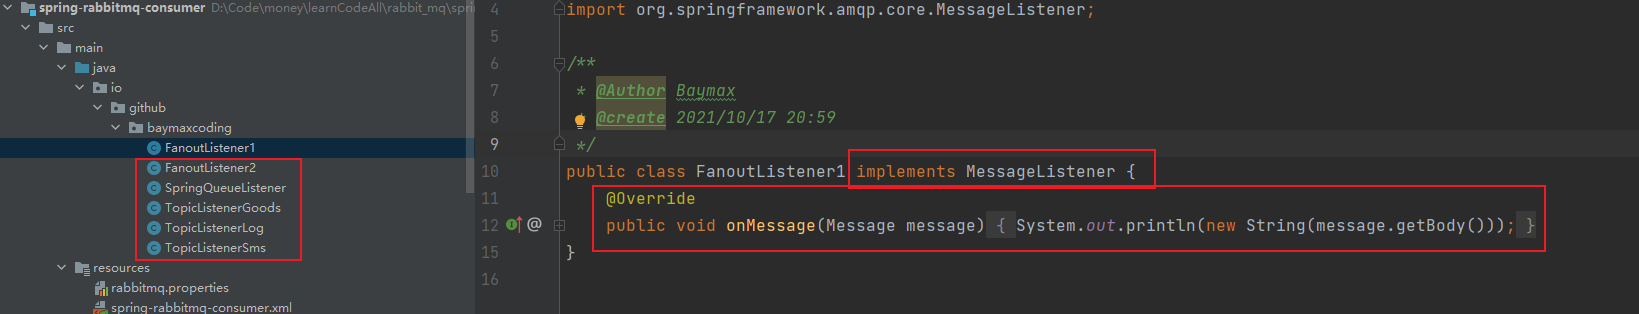 spring-rabbitmq-consumer D:\Code\money\learnCodeAll\rabbit_mq\spri
src
main
java
io
github
baymaxcoding
FanoutListener1
FanoutListener2
SpringQueueListener
TopicListenerGoods
TopicListenerLog
TopicListenerSms
resources
rabbitmq.properties
spring-rabbitmq-consumer.xml
4 import org.springframework.amqp.core.MessageListener;
5
6 /**
7 * @Author Baymax
8 * @create 2021/10/17 20:59
9 */
10 public class FanoutListener1 implements MessageListener {
11 @Override
12 @ public void onMessage(Message message) { System.out.println(new String(message.getBody())); }
15 }
16